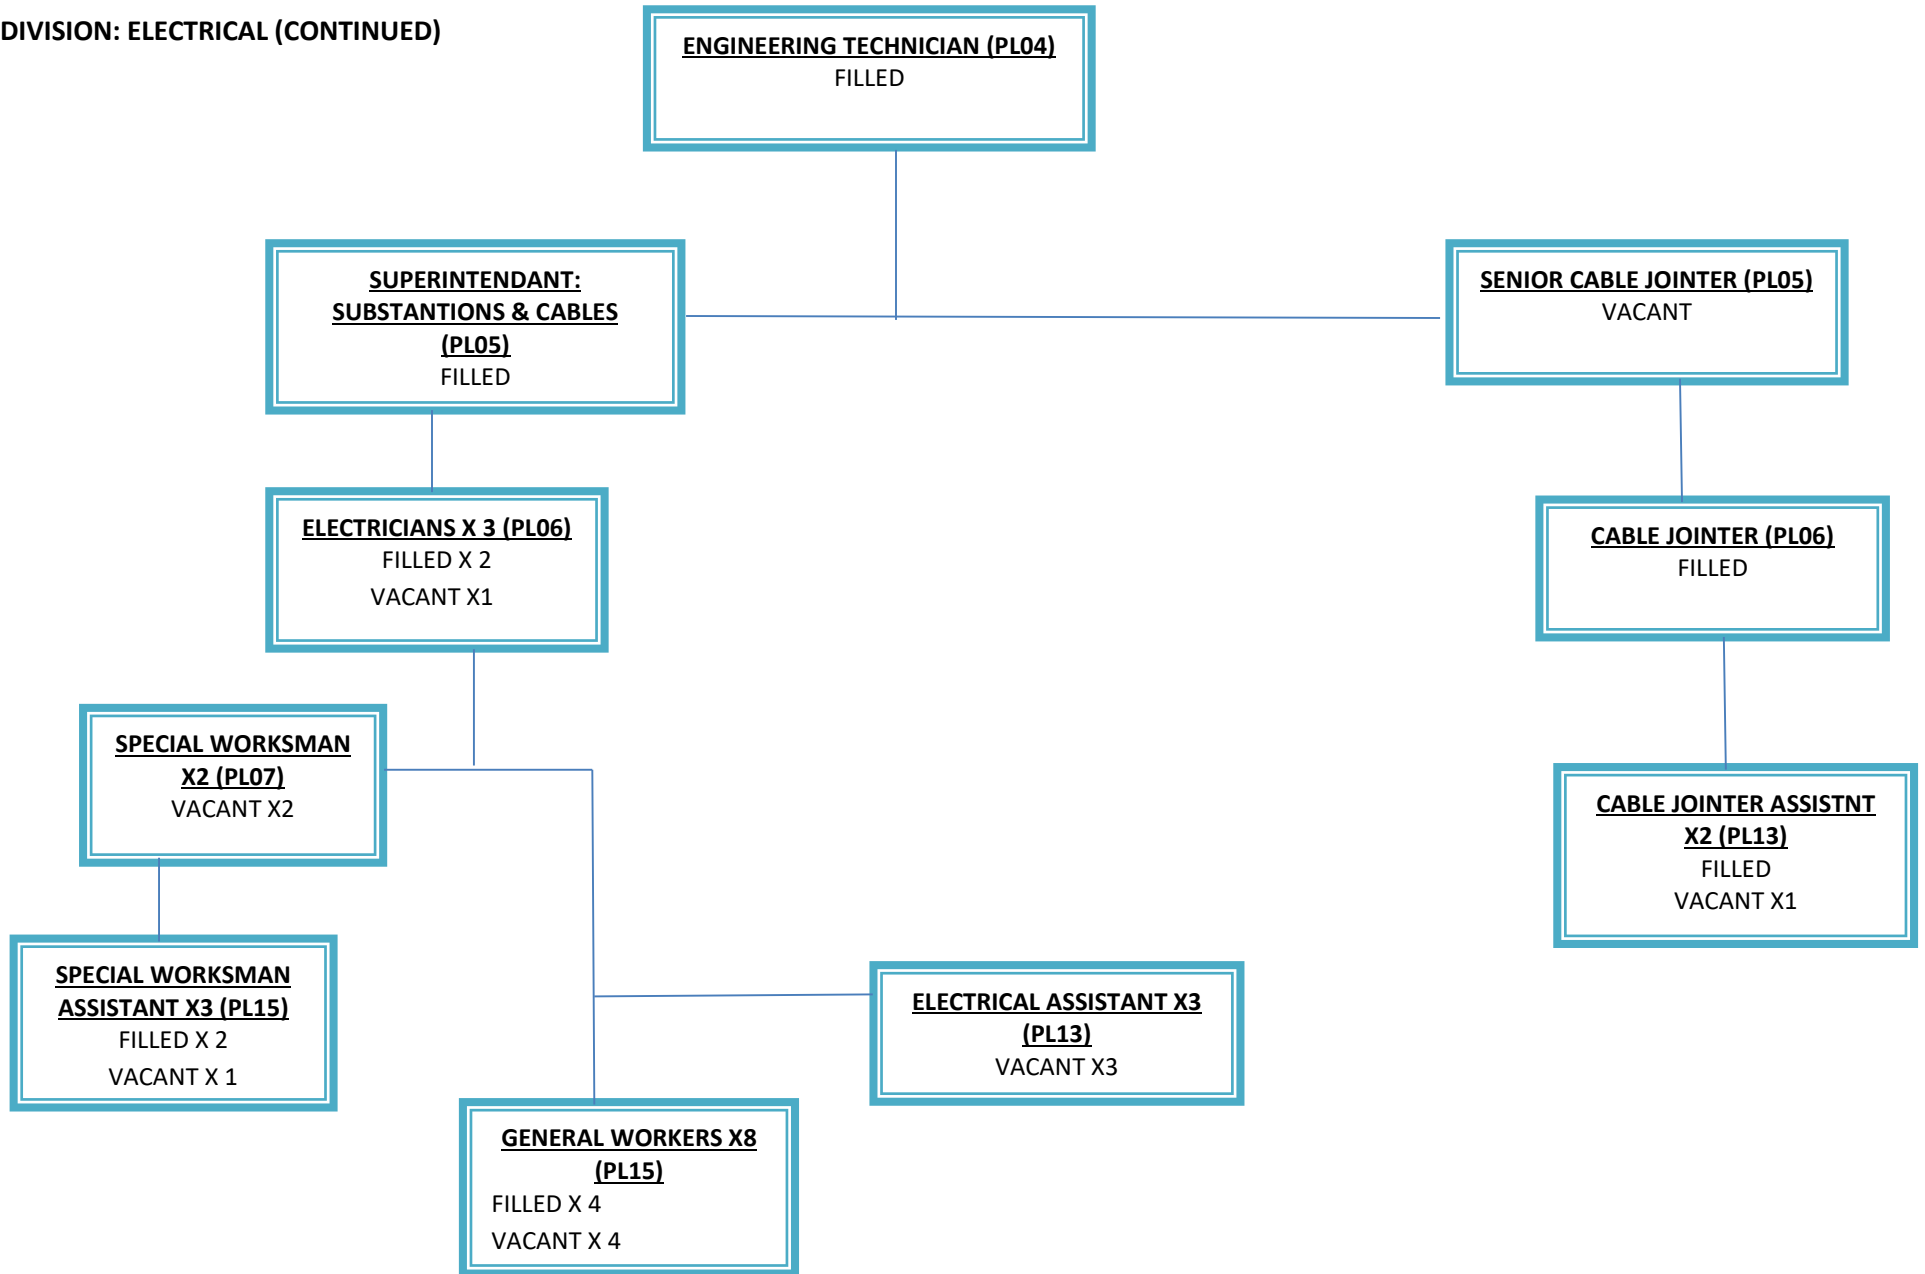 DIVISION: ELECTRICAL (CONTINUED)
ENGINEERING TECHNICIAN (PL04)
FILLED
SUPERINTENDANT:
SUBSTANTIONS & CABLES
(PL05)
FILLED
SENIOR CABLE JOINTER (PL05)
VACANT
ELECTRICIANS X 3 (PL06)
FILLED X 2
VACANT X1
CABLE JOINTER (PL06)
FILLED
SPECIAL WORKSMAN
X2 (PL07)
VACANT X2
CABLE JOINTER ASSISTNT
X2 (PL13)
FILLED
VACANT X1
SPECIAL WORKSMAN
ASSISTANT X3 (PL15)
FILLED X 2
VACANT X 1
ELECTRICAL ASSISTANT X3
(PL13)
VACANT X3
GENERAL WORKERS X8
(PL15)
FILLED X 4
VACANT X 4